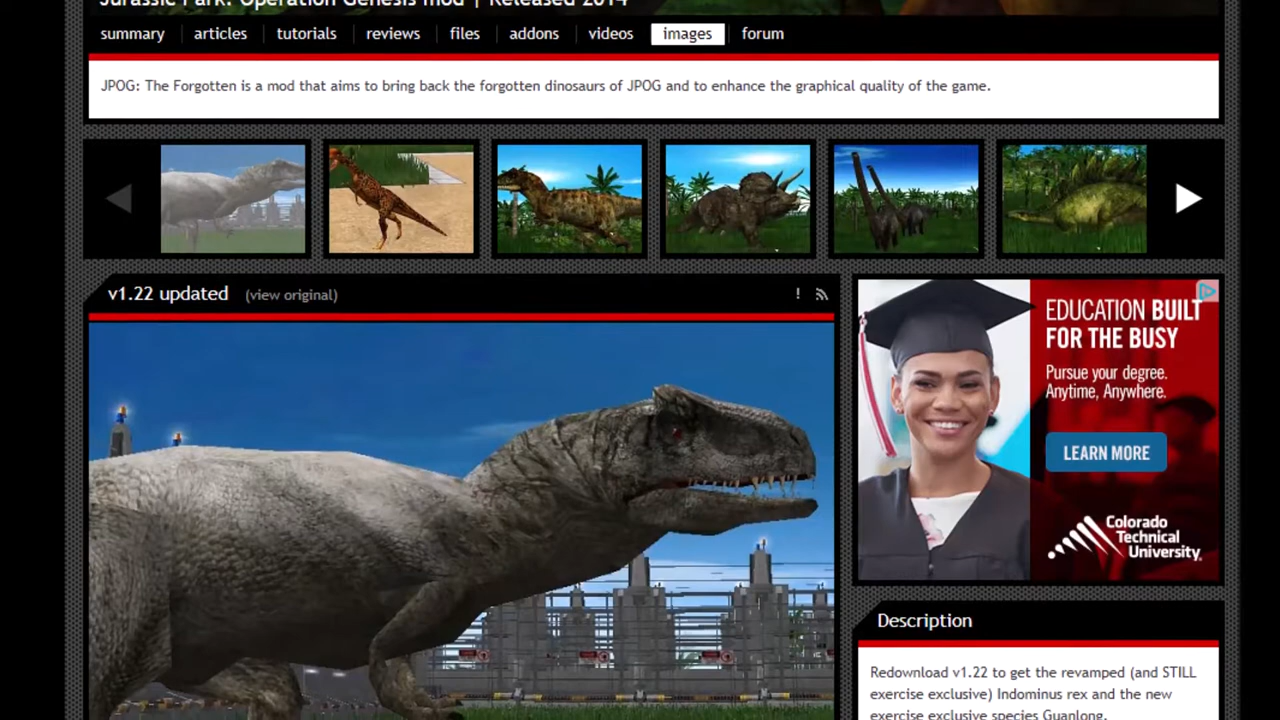 Jurassic Park: Operation Genesis mod | Released 2014
summary articles tutorials reviews files addons videos images forum
JPOG: The Forgotten is a mod that aims to bring back the forgotten dinosaurs of JPOG and to enhance the graphical quality of the game.
v1.22 updated (view original) !
EDUCATION BUILT
FOR THE BUSY
Pursue your degree.
Anytime, Anywhere.
LEARN MORE
Colorado
Technical
University
Description
Redownload v1.22 to get the revamped (and STILL
exercise exclusive) Indominus rex and the new
exercise exclusive species Guanlong.